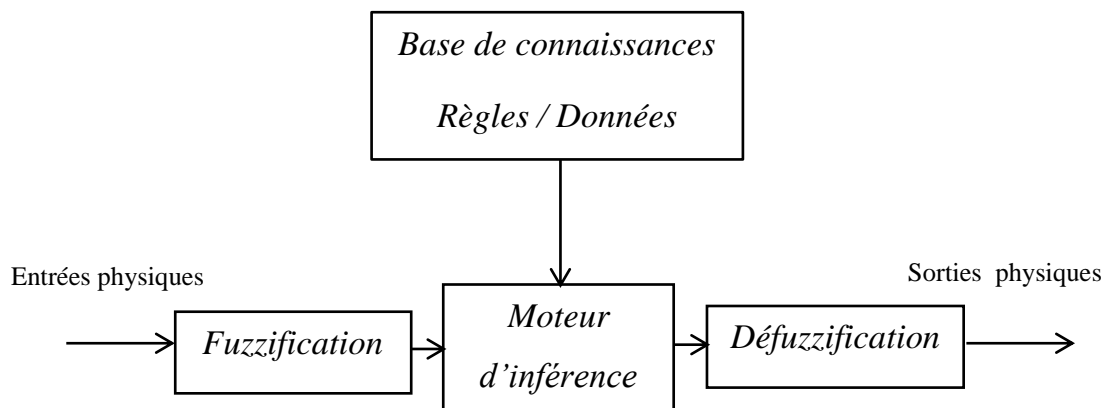 Base de connaissances
Règles / Données
Entrées physiques
Sorties physiques
Fuzzification
Moteur
d’inférence
Défuzzification